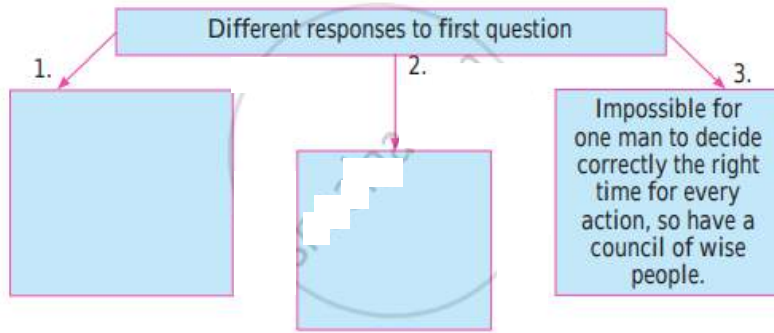 Different responses to first question
1.
2.
3.
Impossible for
one man to decide
correctly the right
time for every
action, so have a
council of wise
people.